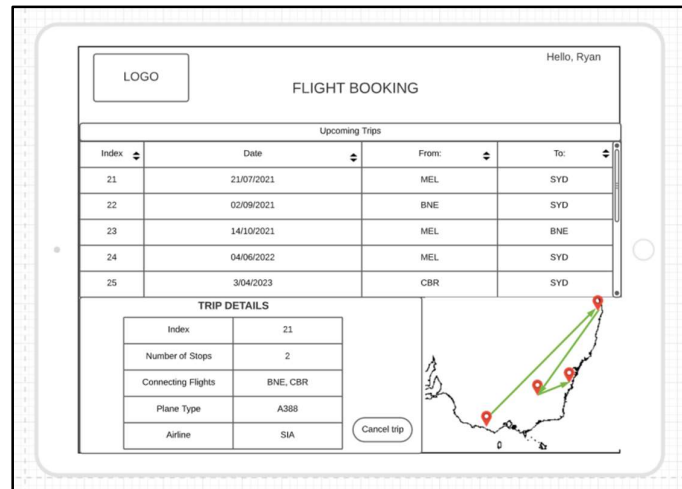 Hello, Ryan
LOGO
FLIGHT BOOKING
Upcoming Trips
Index Date From: To:
21 21/07/2021 MEL SYD
22 02/09/2021 BNE SYD
23 14/10/2021 MEL BNE
24 04/06/2022 MEL SYD
25 3/04/2023 CBR SYD
TRIP DETAILS
Index 21
Number of Stops 2
Connecting Flights BNE, CBR
Plane Type A388
Airline SIA
Cancel trip